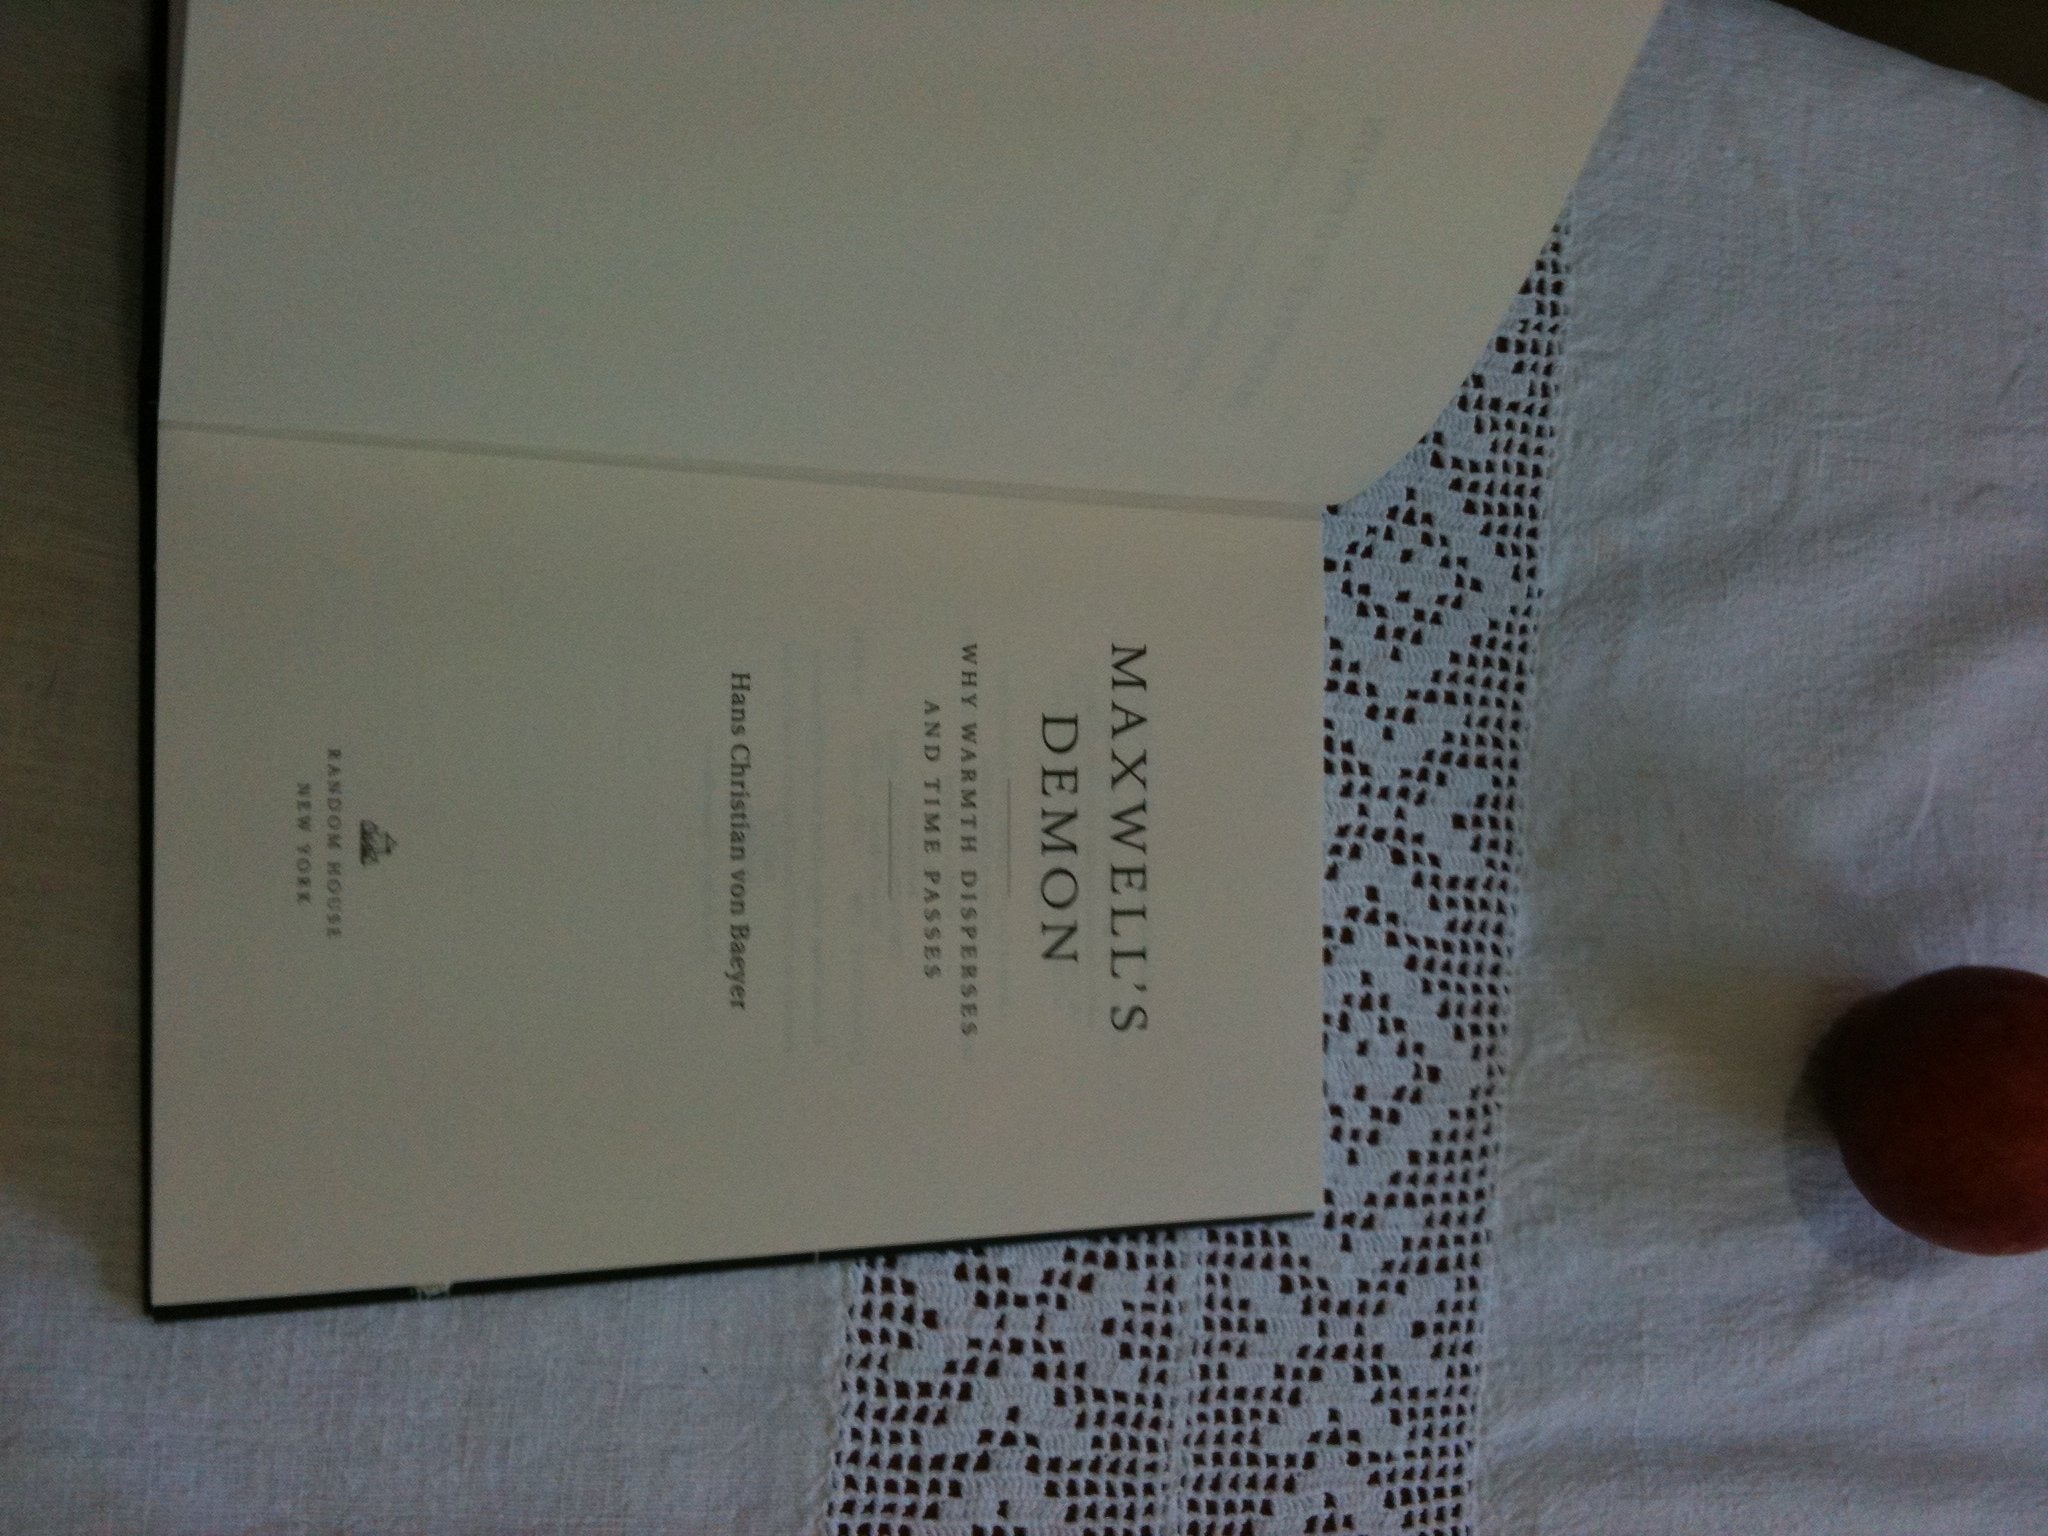 MAXWELL'S
DEMON
WHY WARMTH DISPERSES
AND TIME PASSES
Hans Christian von Baeyer
RANDOM HOUSE
NEW YORK